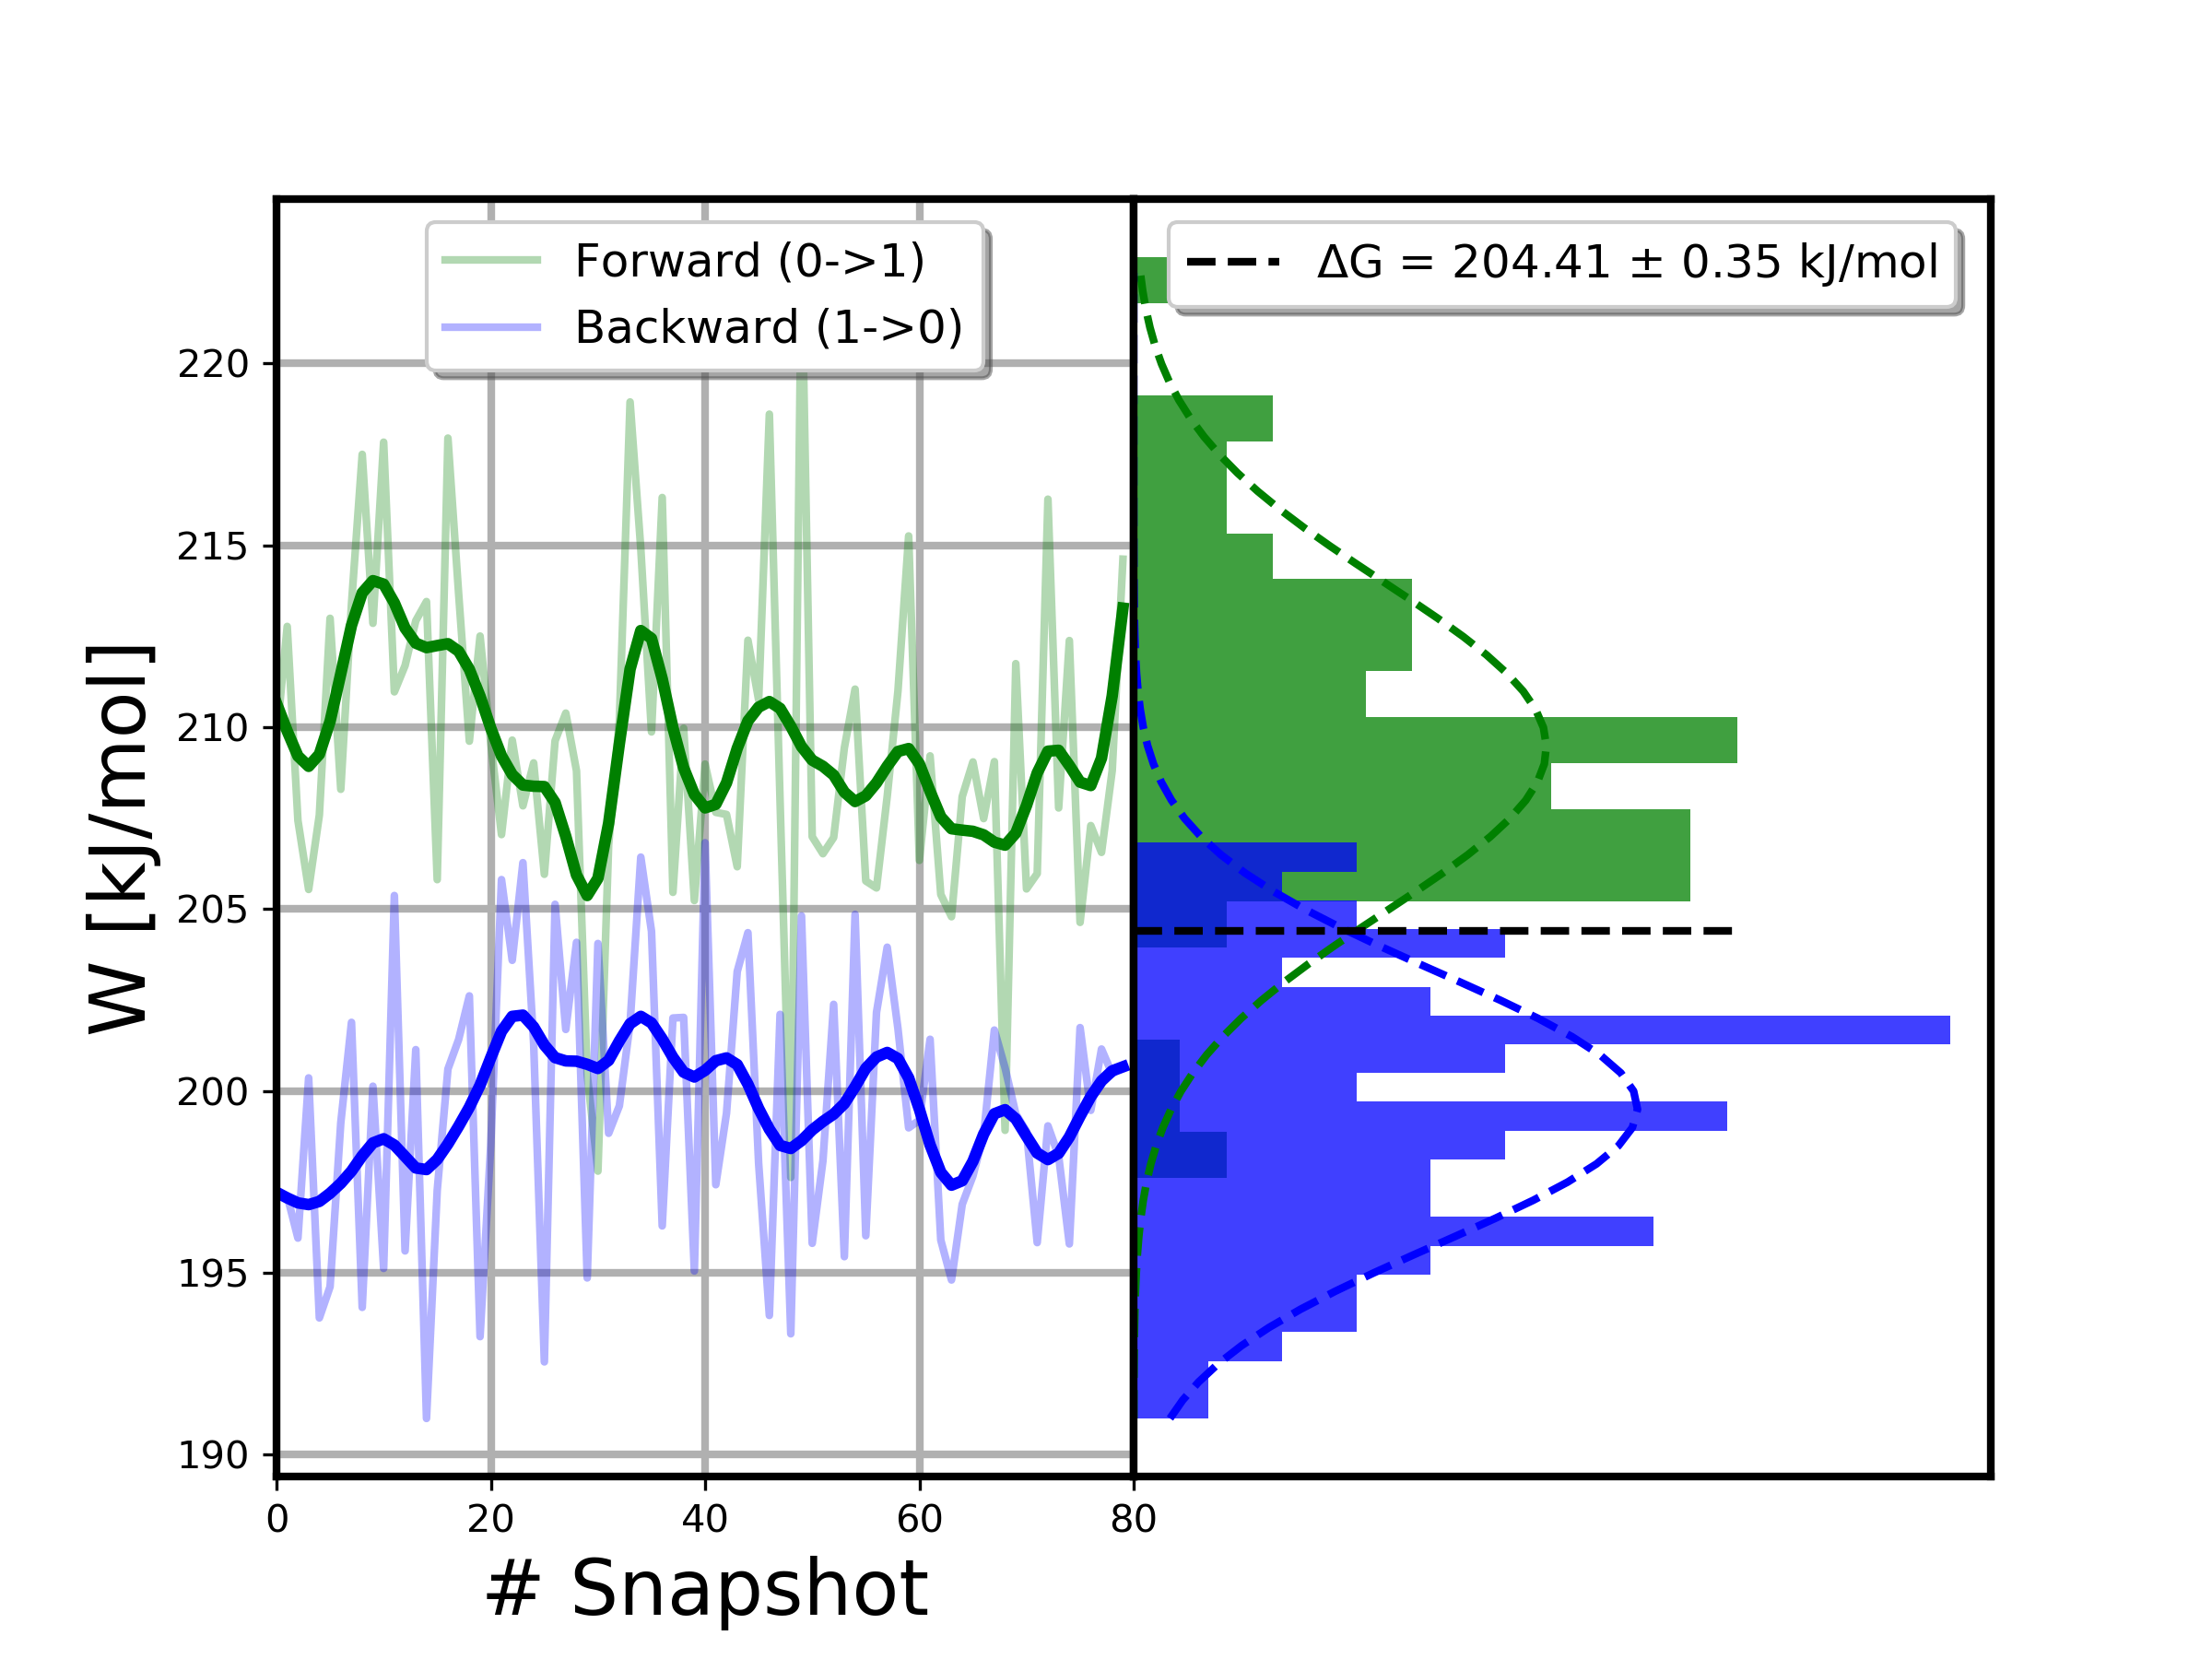 Forward (0->1)
Backward (1->0)
ΔG = 204.41 ± 0.35 kJ/mol
W [kJ/mol]
220
215
210
205
200
195
190
0 20 40 60 80
# Snapshot